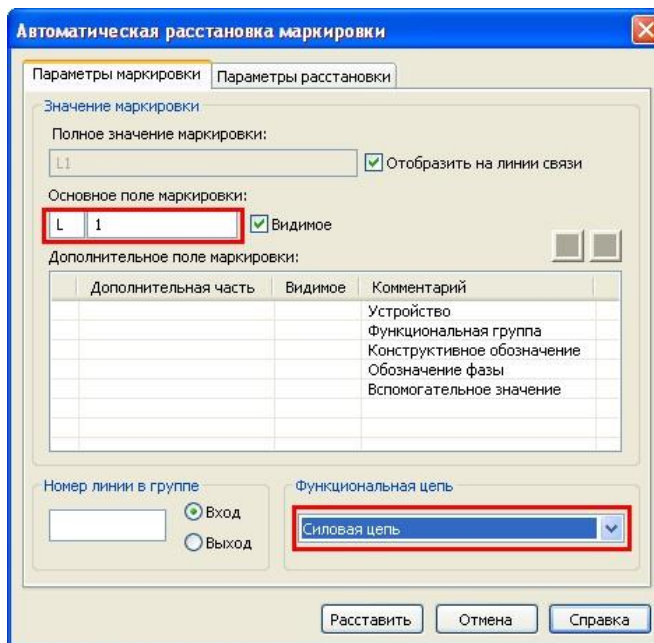 Автоматическая расстановка маркировки
Параметры маркировки Параметры расстановки
Значение маркировки
Полное значение маркировки:
L1 Отобразить на линии связи
Основное поле маркировки:
L 1 Видимое
Дополнительное поле маркировки:
Дополнительная часть Видимое Комментарий
Устройство
Функциональная группа
Конструктивное обозначение
Обозначение фазы
Вспомогательное значение
Номер линии в группе Функциональная цепь
Вход
Силовая цепь
Выход
Расставить Отмена Справка